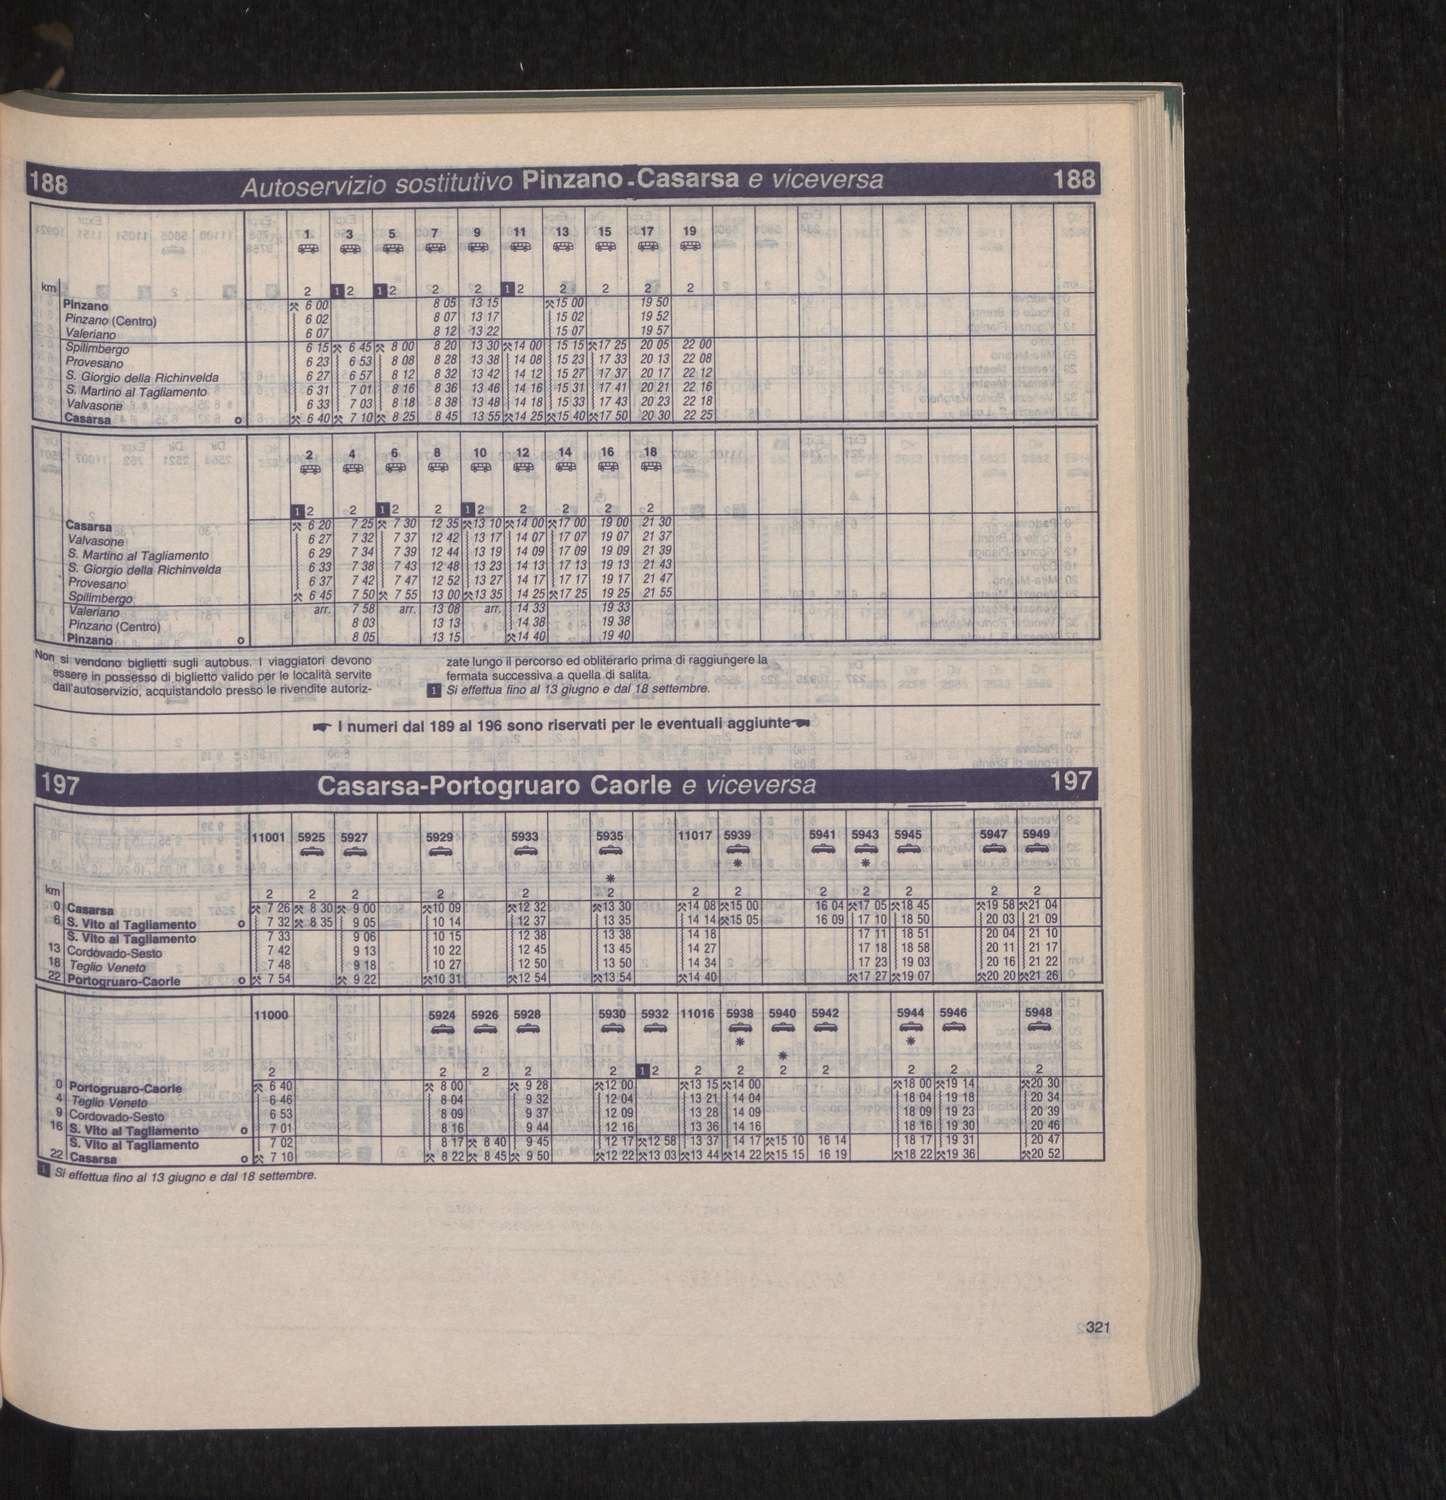 188 Autoservizio sostitutivo Pinzano-Casarsa e viceversa 188
1 3 5 7 9 11 13 15 17 19
km 2 1 2 1 2 2 2 1 2 2 2 2 2
Pinzano ⚒ 6 00 8 05 13 15 ⚒15 00 19 50
Pinzano (Centro) 6 02 8 07 13 17 15 02 19 52
Valeriano 6 07 8 12 13 22 15 07 19 57
Spilimbergo 6 15 ⚒ 6 45 ⚒ 8 00 8 20 13 30 ⚒14 00 15 15 ⚒17 25 20 05 22 00
Provesano 6 23 6 53 8 08 8 28 13 38 14 08 15 23 17 33 20 13 22 08
S. Giorgio della Richinvelda 6 27 6 57 8 12 8 32 13 42 14 12 15 27 17 37 20 17 22 12
S. Martino al Tagliamento 6 31 7 01 8 16 8 36 13 46 14 16 15 31 17 41 20 21 22 16
Valvasone 6 33 7 03 8 18 8 38 13 48 14 18 15 33 17 43 20 23 22 18
Casarsa o ⚒ 6 40 ⚒ 7 10 ⚒ 8 25 8 45 13 55 ⚒14 25 ⚒15 40 ⚒17 50 20 30 22 25
2 4 6 8 10 12 14 16 18
1 2 2 1 2 2 1 2 2 2 2 2
Casarsa ⚒ 6 20 7 25 ⚒ 7 30 12 35 ⚒13 10 ⚒14 00 ⚒17 00 19 00 21 30
Valvasone 6 27 7 32 7 37 12 42 13 17 14 07 17 07 19 07 21 37
S. Martino al Tagliamento 6 29 7 34 7 39 12 44 13 19 14 09 17 09 19 09 21 39
S. Giorgio della Richinvelda 6 33 7 38 7 43 12 48 13 23 14 13 17 13 19 13 21 43
Provesano 6 37 7 42 7 47 12 52 13 27 14 17 17 17 19 17 21 47
Spilimbergo ⚒ 6 45 7 50 ⚒ 7 55 13 00 ⚒13 35 14 25 ⚒17 25 19 25 21 55
Valeriano arr. 7 58 arr. 13 08 arr. 14 33 19 33
Pinzano (Centro) 8 03 13 13 14 38 19 38
Pinzano o 8 05 13 15 ⚒14 40 19 40
Non si vendono biglietti sugli autobus. I viaggiatori devono
essere in possesso di biglietto valido per le località servite
dall'autoservizio, acquistandolo presso le rivendite autoriz-
zate lungo il percorso ed obliterarlo prima di raggiungere la
fermata successiva a quella di salita.
1 Si effettua fino al 13 giugno e dal 18 settembre.
☛ I numeri dal 189 al 196 sono riservati per le eventuali aggiunte ☚
197 Casarsa-Portogruaro Caorle e viceversa 197
11001 5925 5927 5929 5933 5935 11017 5939 5941 5943 5945 5947 5949
* * *
km 2 2 2 2 2 2 2 2 2 2 2 2 2
0 Casarsa ⚒ 7 26 ⚒ 8 30 ⚒ 9 00 ⚒10 09 ⚒12 32 ⚒13 30 ⚒14 08 ⚒15 00 16 04 ⚒17 05 ⚒18 45 ⚒19 58 ⚒21 04
6 S. Vito al Tagliamento o 7 32 ⚒ 8 35 9 05 10 14 12 37 13 35 14 14 ⚒15 05 16 09 17 10 18 50 20 03 21 09
S. Vito al Tagliamento 7 33 9 06 10 15 12 38 13 38 14 18 17 11 18 51 20 04 21 10
13 Cordovado-Sesto 7 42 9 13 10 22 12 45 13 45 14 27 17 18 18 58 20 11 21 17
18 Teglio Veneto 7 48 9 18 10 27 12 50 13 50 14 34 17 23 19 03 20 16 21 22
22 Portogruaro-Caorle o ⚒ 7 54 ⚒ 9 22 ⚒10 31 ⚒12 54 ⚒13 54 ⚒14 40 ⚒17 27 ⚒19 07 ⚒20 20 ⚒21 26
11000 5924 5926 5928 5930 5932 11016 5938 5940 5942 5944 5946 5948
* * *
2 2 2 2 2 1 2 2 2 2 2 2 2 2
0 Portogruaro-Caorle ⚒ 6 40 ⚒ 8 00 ⚒ 9 28 ⚒12 00 ⚒13 15 ⚒14 00 ⚒18 00 ⚒19 14 ⚒20 30
4 Teglio Veneto 6 46 8 04 9 32 12 04 13 21 14 04 18 04 19 18 20 34
9 Cordovado-Sesto 6 53 8 09 9 37 12 09 13 28 14 09 18 09 19 23 20 39
16 S. Vito al Tagliamento o 7 01 8 16 9 44 12 16 13 36 14 16 18 16 19 30 20 46
S. Vito al Tagliamento 7 02 8 17 ⚒ 8 40 9 45 12 17 ⚒12 58 13 37 14 17 ⚒15 10 16 14 18 17 19 31 20 47
22 Casarsa o ⚒ 7 10 ⚒ 8 22 ⚒ 8 45 ⚒ 9 50 ⚒12 22 ⚒13 03 ⚒13 44 ⚒14 22 ⚒15 15 16 19 ⚒18 22 ⚒19 36 ⚒20 52
1 Si effettua fino al 13 giugno e dal 18 settembre.
321